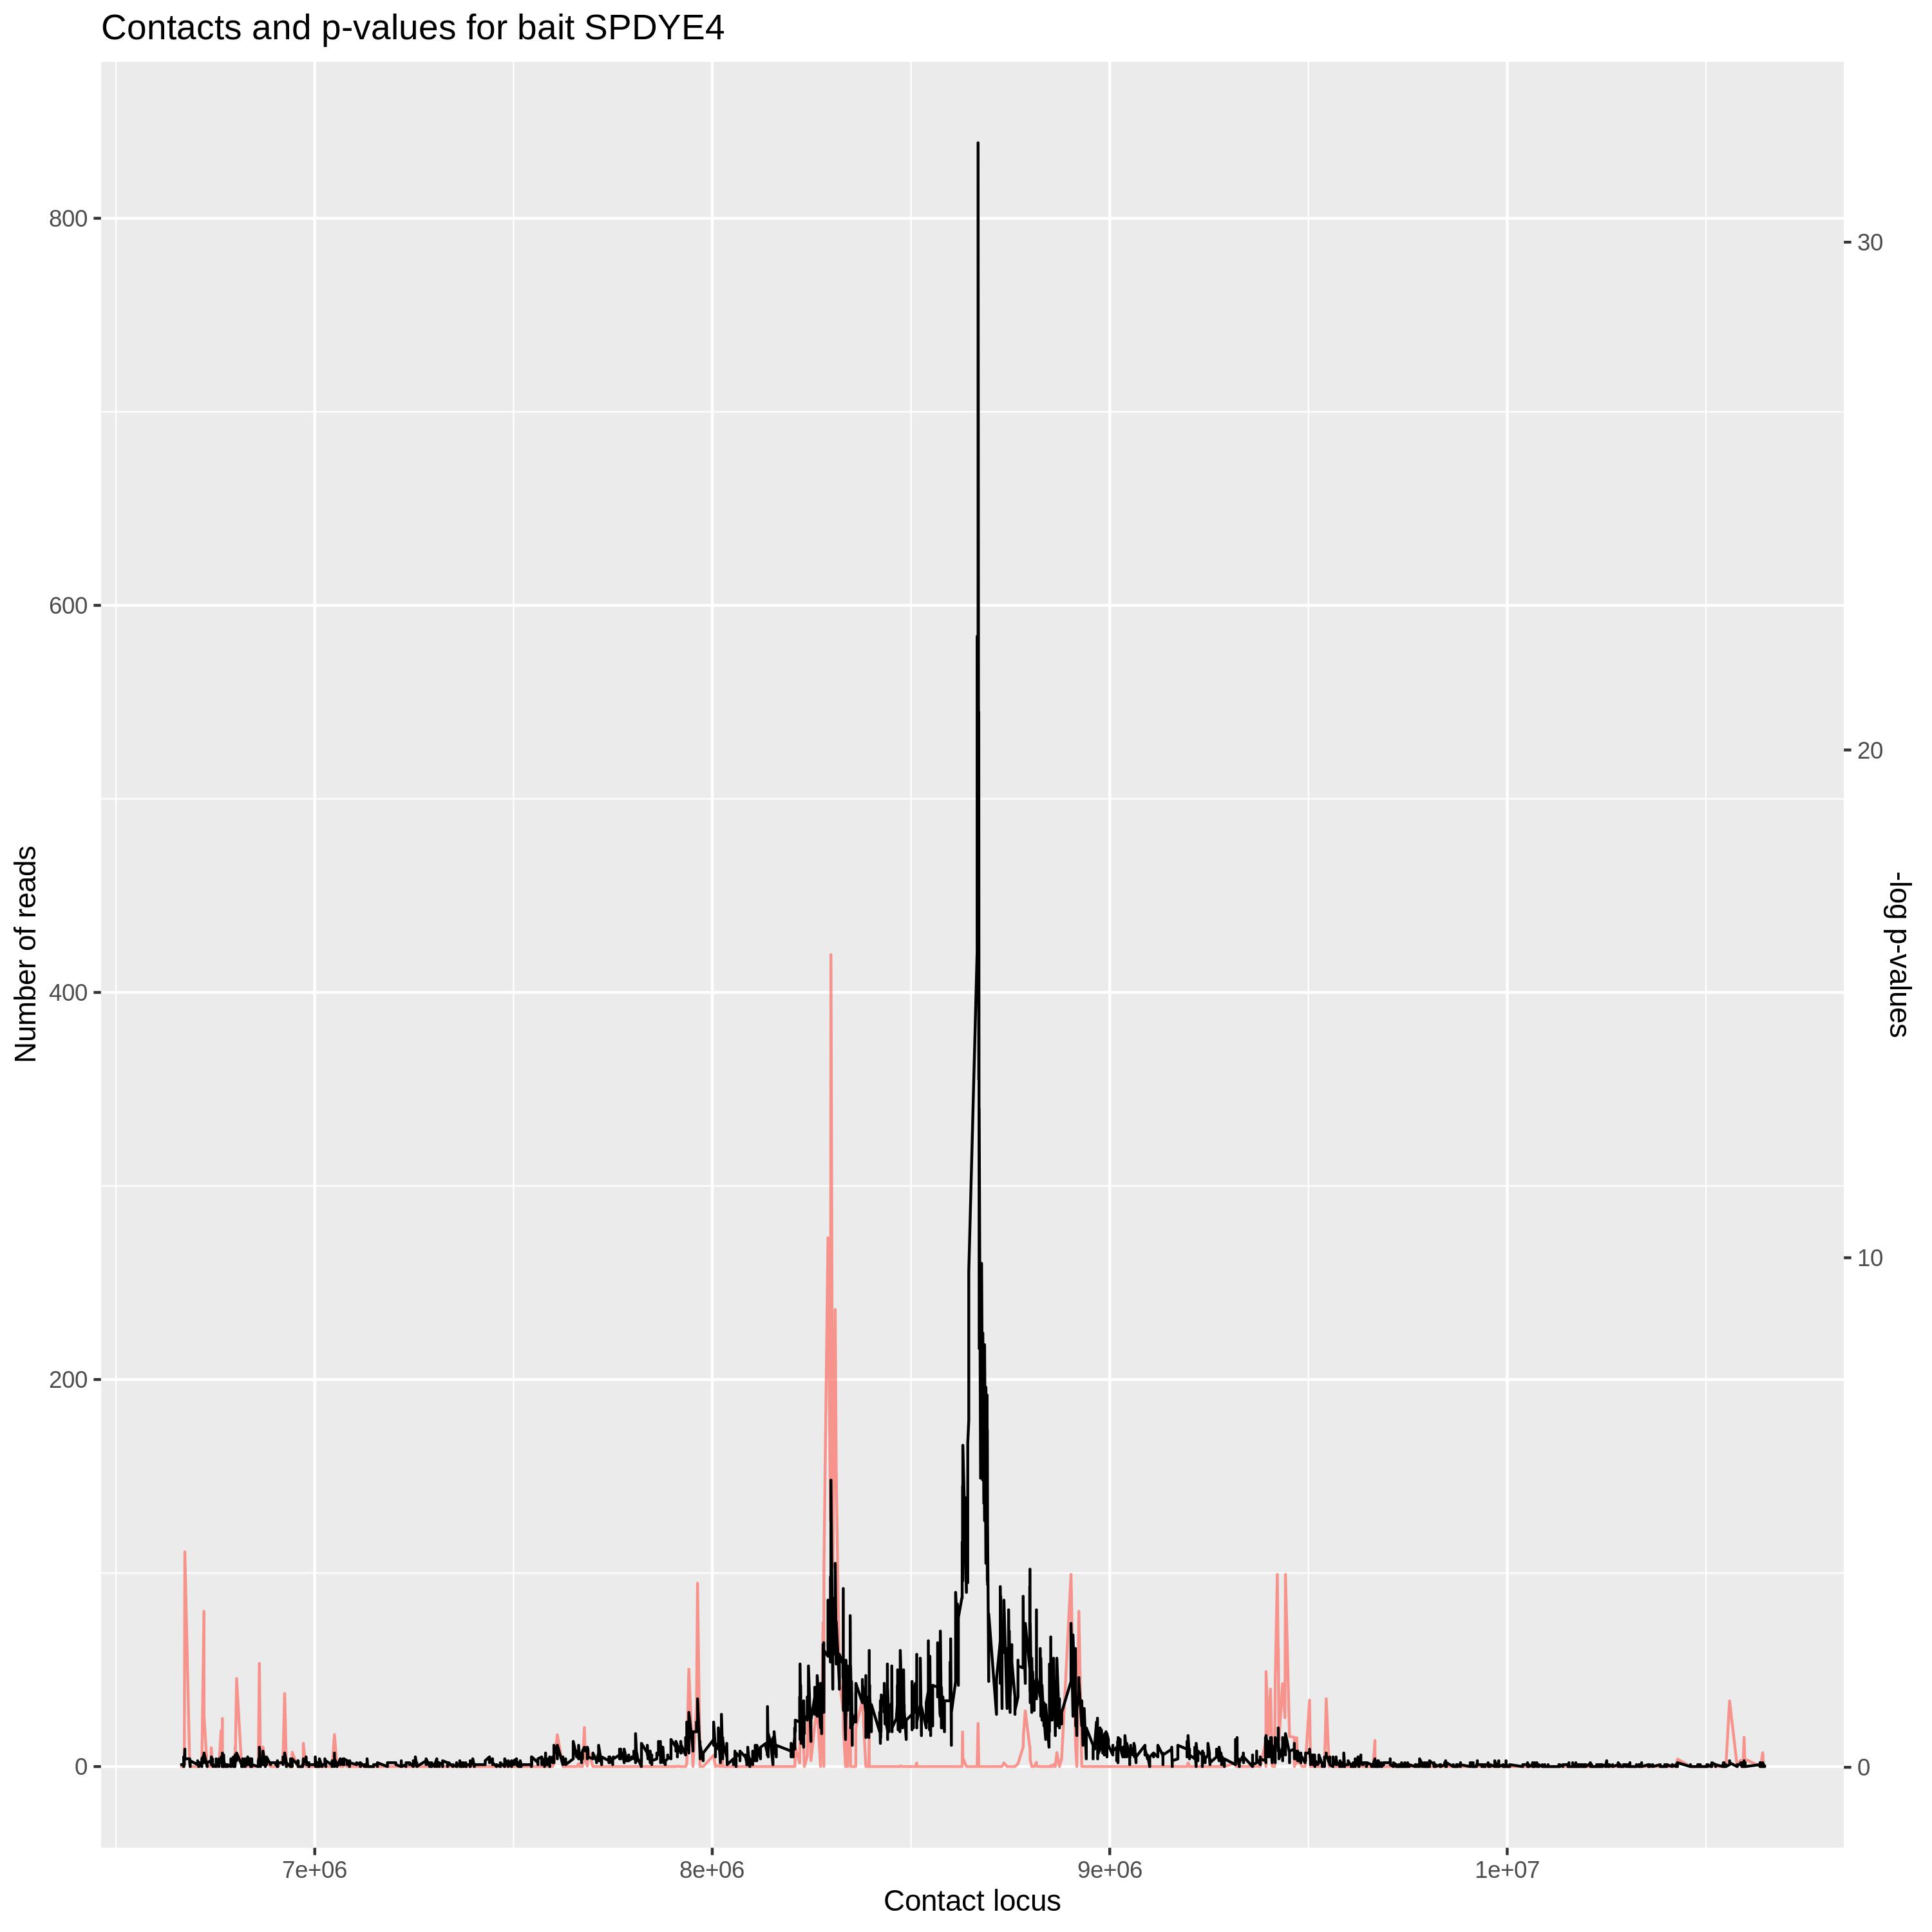 Contacts and p-values for bait SPDYE4
Number of reads
800
600
400
200
0
30
20
10
0
-log p-values
7e+06
8e+06
9e+06
1e+07
Contact locus